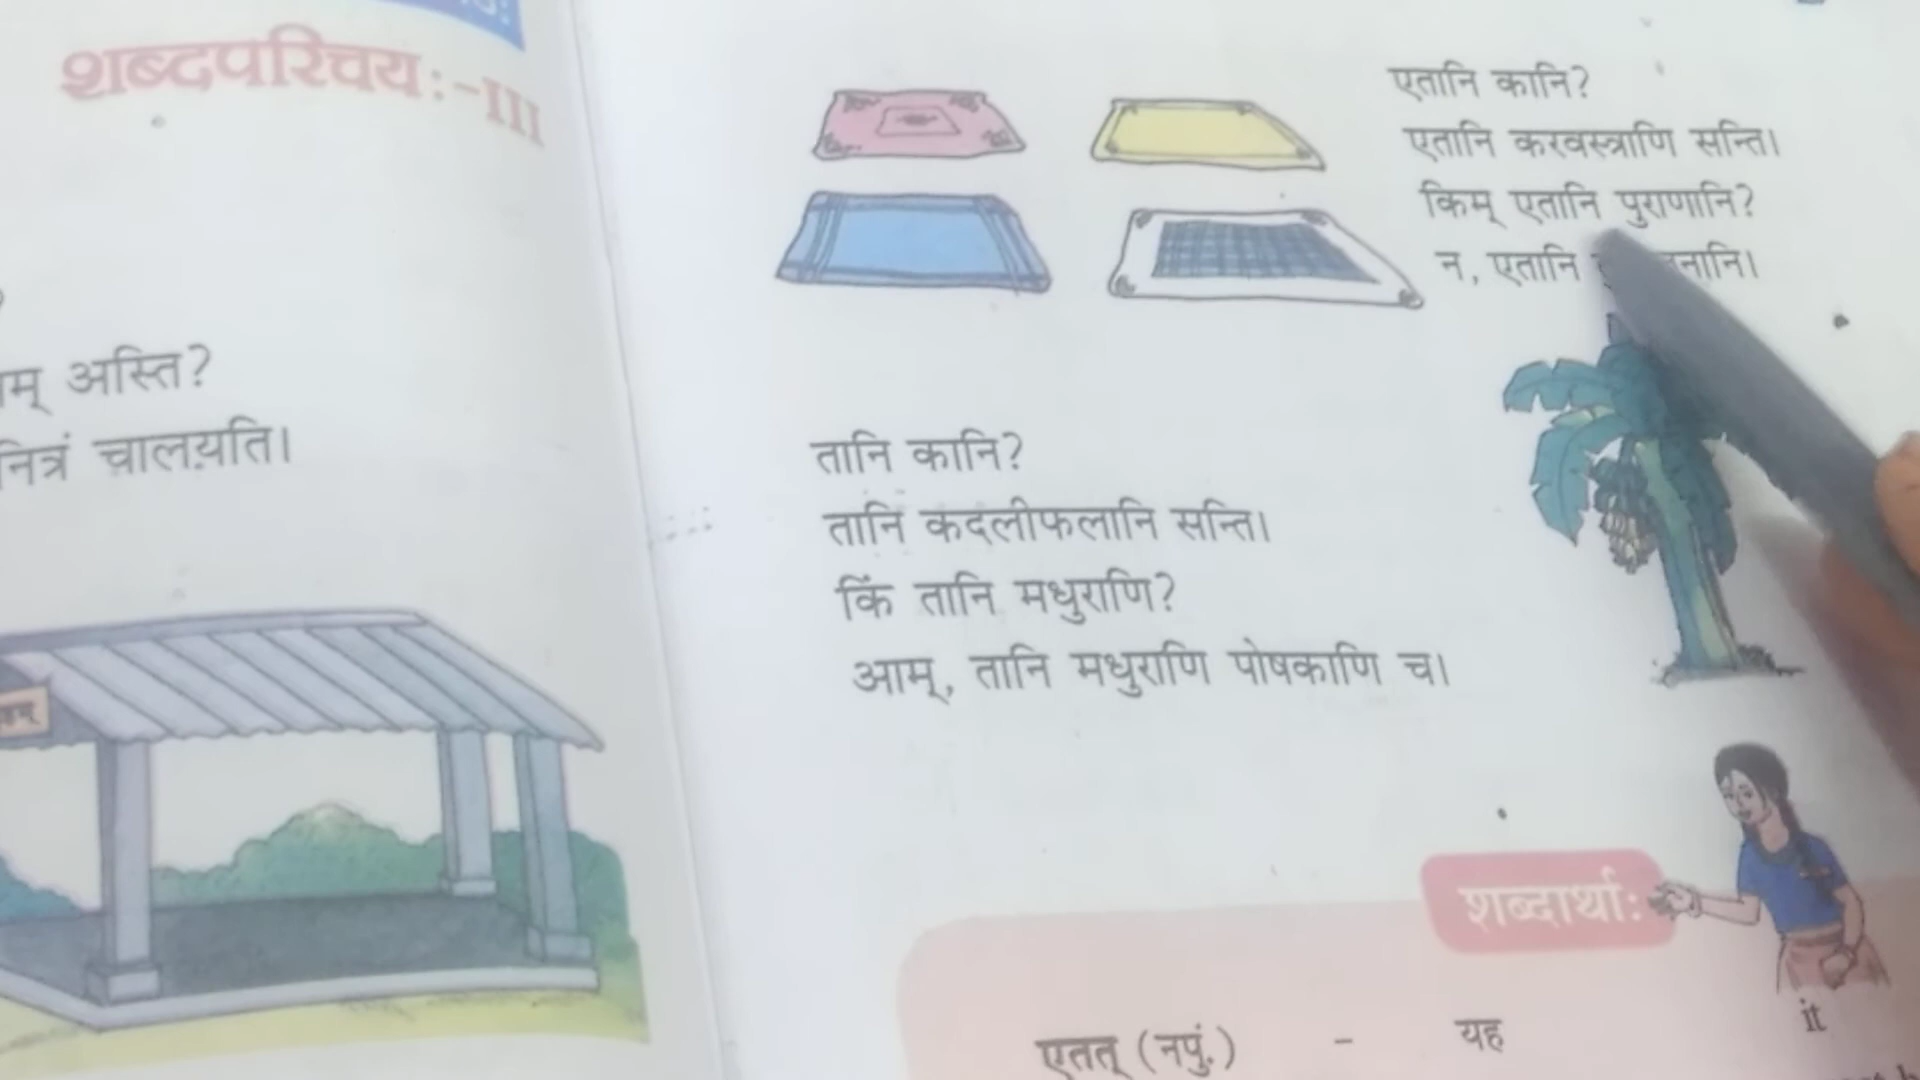 शब्दपरिचयः-III
अस्ति?
चालयति।
एतानि कानि?
एतानि करवस्त्राणि सन्ति।
किम् एतानि पुराणानि?
न, एतानि
तानि कानि?
तानि कदलीफलानि सन्ति।
किं तानि मधुराणि?
आम्, तानि मधुराणि पोषकाणि च।
शब्दार्थाः
एतत् (नपुं.) - यह it